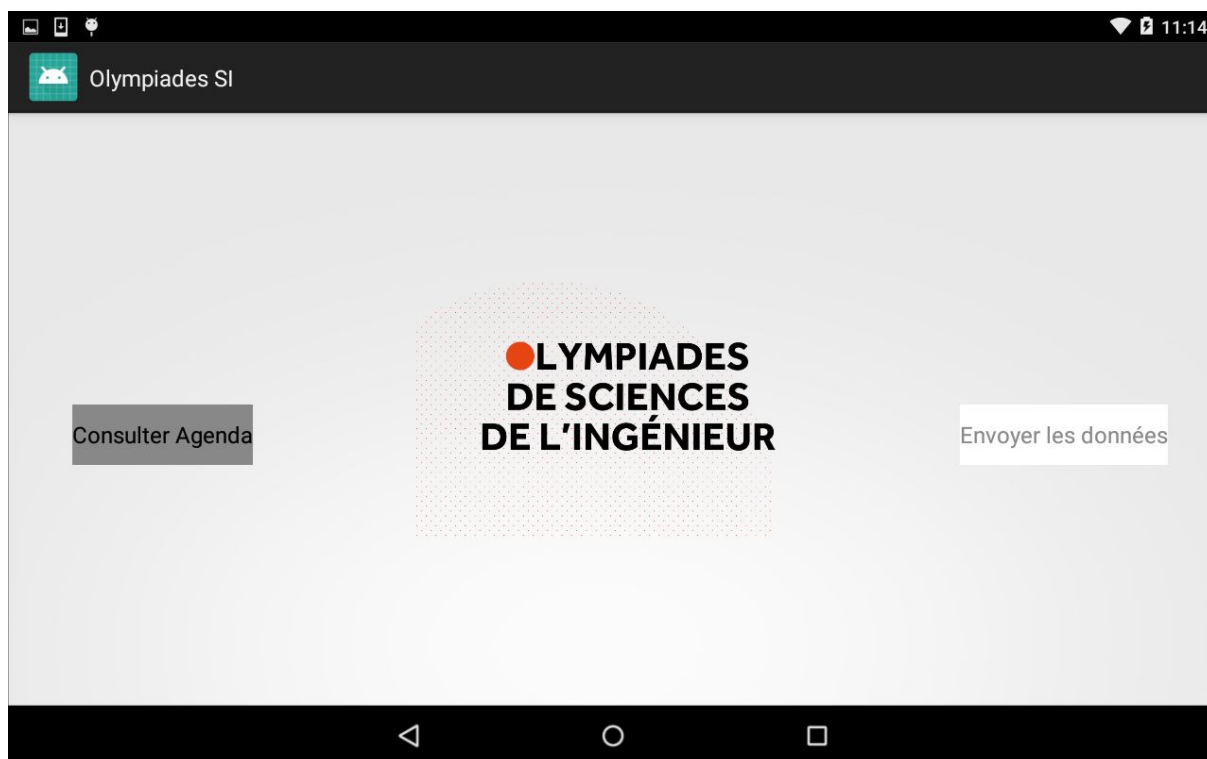 11:14
Olympiades SI
OLYMPIADES
DE SCIENCES
DE L'INGÉNIEUR
Consulter Agenda
Envoyer les données